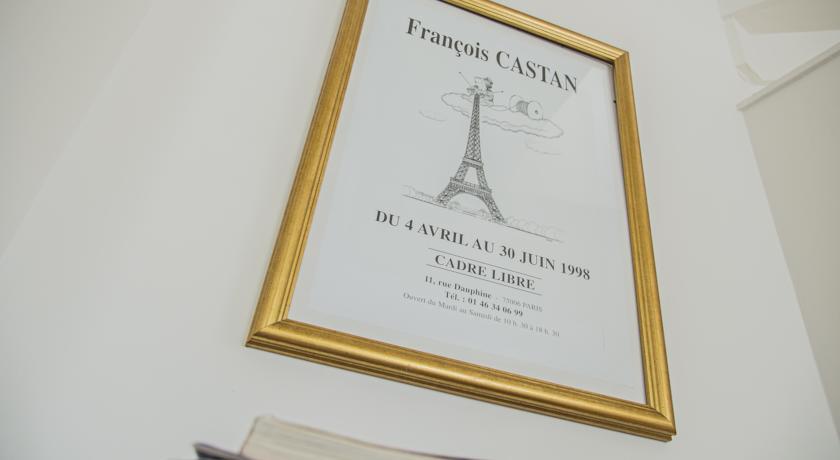 François CASTAN
DU 4 AVRIL AU 30 JUIN 1998
CADRE LIBRE
11, rue Dauphine - 75006 PARIS
Tél. : 01 46 34 06 99
Ouvert du Mardi au Samedi de 10 h. 30 à 18 h. 30